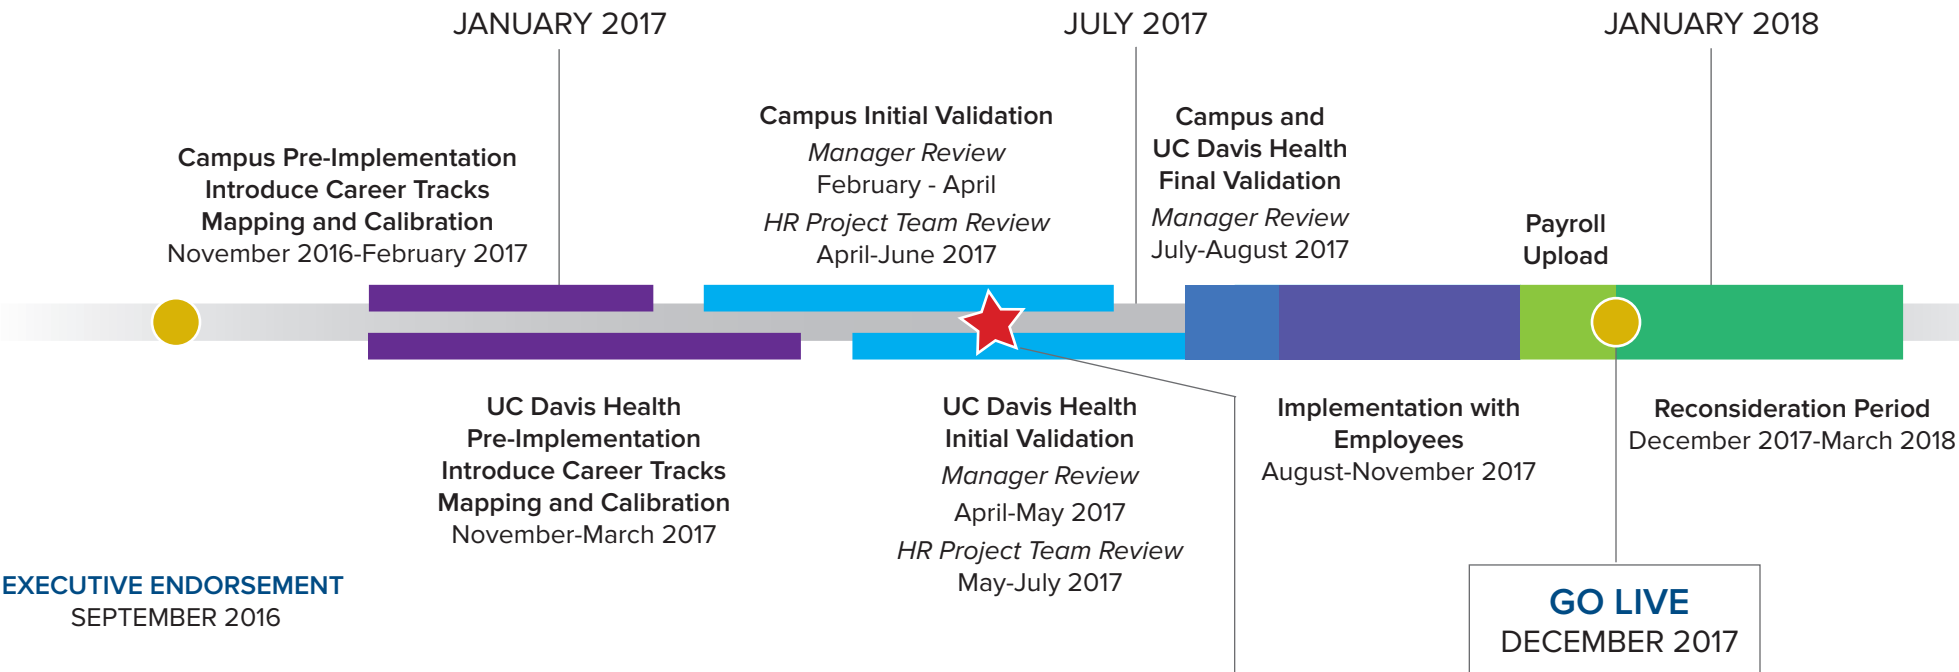 JANUARY 2017
JULY 2017
JANUARY 2018
Campus Pre-Implementation
Introduce Career Tracks
Mapping and Calibration
November 2016-February 2017
Campus Initial Validation
Manager Review
February - April
HR Project Team Review
April-June 2017
Campus and
UC Davis Health
Final Validation
Manager Review
July-August 2017
Payroll
Upload
UC Davis Health
Pre-Implementation
Introduce Career Tracks
Mapping and Calibration
November-March 2017
UC Davis Health
Initial Validation
Manager Review
April-May 2017
HR Project Team Review
May-July 2017
Implementation with
Employees
August-November 2017
Reconsideration Period
December 2017-March 2018
EXECUTIVE ENDORSEMENT
SEPTEMBER 2016
GO LIVE
DECEMBER 2017